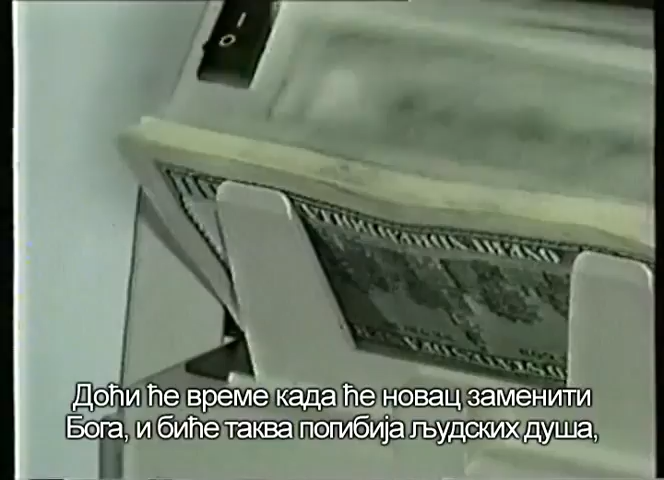 Доћи ће време када ће новац заменити
Бога, и биће таква погибија људских душа,